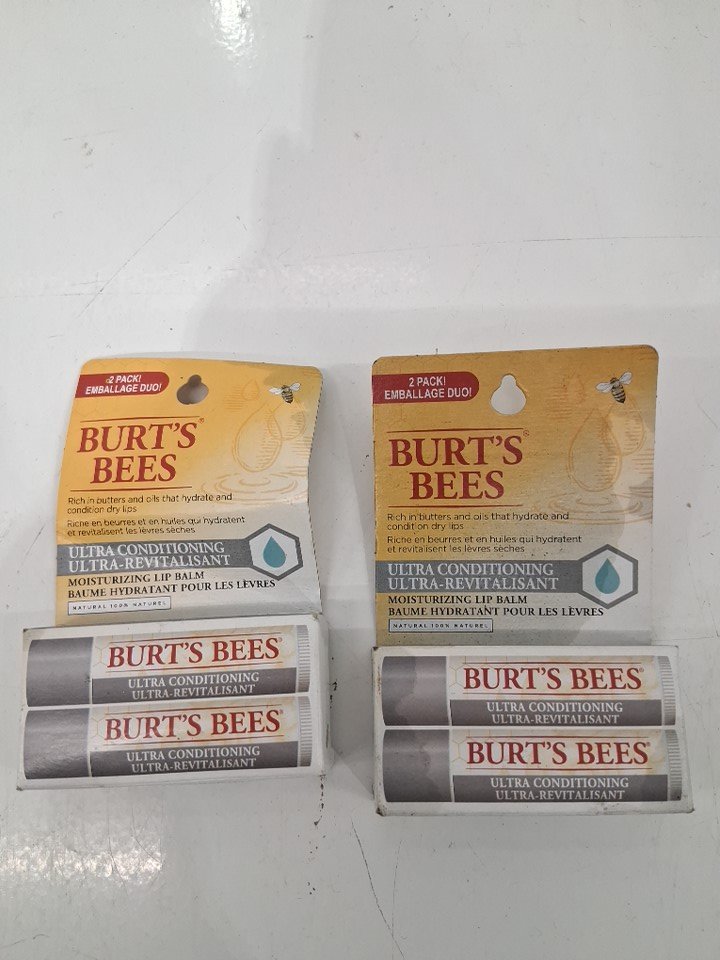 2 PACK!
EMBALLAGE DUO!
BURT'S
BEES®
Rich in butters and oils that hydrate and
condition dry lips
Riche en beurres et en huiles qui hydratent
et revitalisent les lèvres sèches
ULTRA CONDITIONING
ULTRA-REVITALISANT
MOISTURIZING LIP BALM
BAUME HYDRATANT POUR LES LÈVRES
NATURAL 100% NATUREL
BURT'S BEES®
ULTRA CONDITIONING
ULTRA-REVITALISANT
BURT'S BEES®
ULTRA CONDITIONING
ULTRA-REVITALISANT
2 PACK!
EMBALLAGE DUO!
BURT'S
BEES®
Rich in butters and oils that hydrate and
condition dry lips
Riche en beurres et en huiles qui hydratent
et revitalisent les lèvres sèches
ULTRA CONDITIONING
ULTRA-REVITALISANT
MOISTURIZING LIP BALM
BAUME HYDRATANT POUR LES LÈVRES
NATURAL 100% NATUREL
BURT'S BEES®
ULTRA CONDITIONING
ULTRA-REVITALISANT
BURT'S BEES®
ULTRA CONDITIONING
ULTRA-REVITALISANT